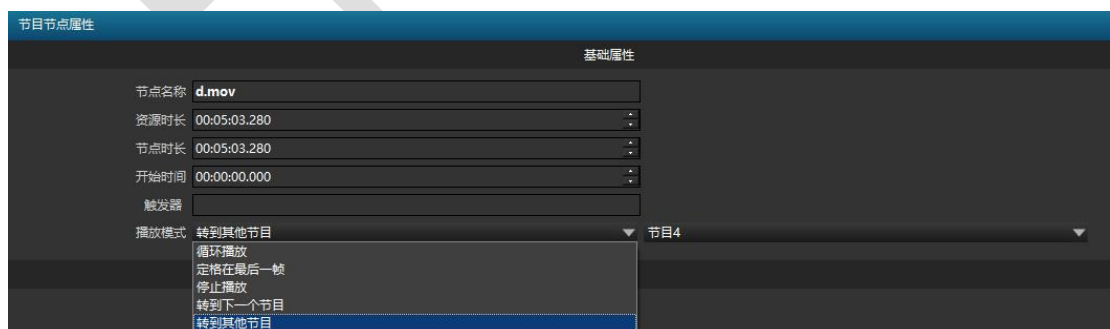 节目节点属性
基础属性
节点名称 d.mov
资源时长 00:05:03.280
节点时长 00:05:03.280
开始时间 00:00:00.000
触发器
播放模式 转到其他节目 节目4
循环播放
定格在最后一帧
停止播放
转到下一个节目
转到其他节目